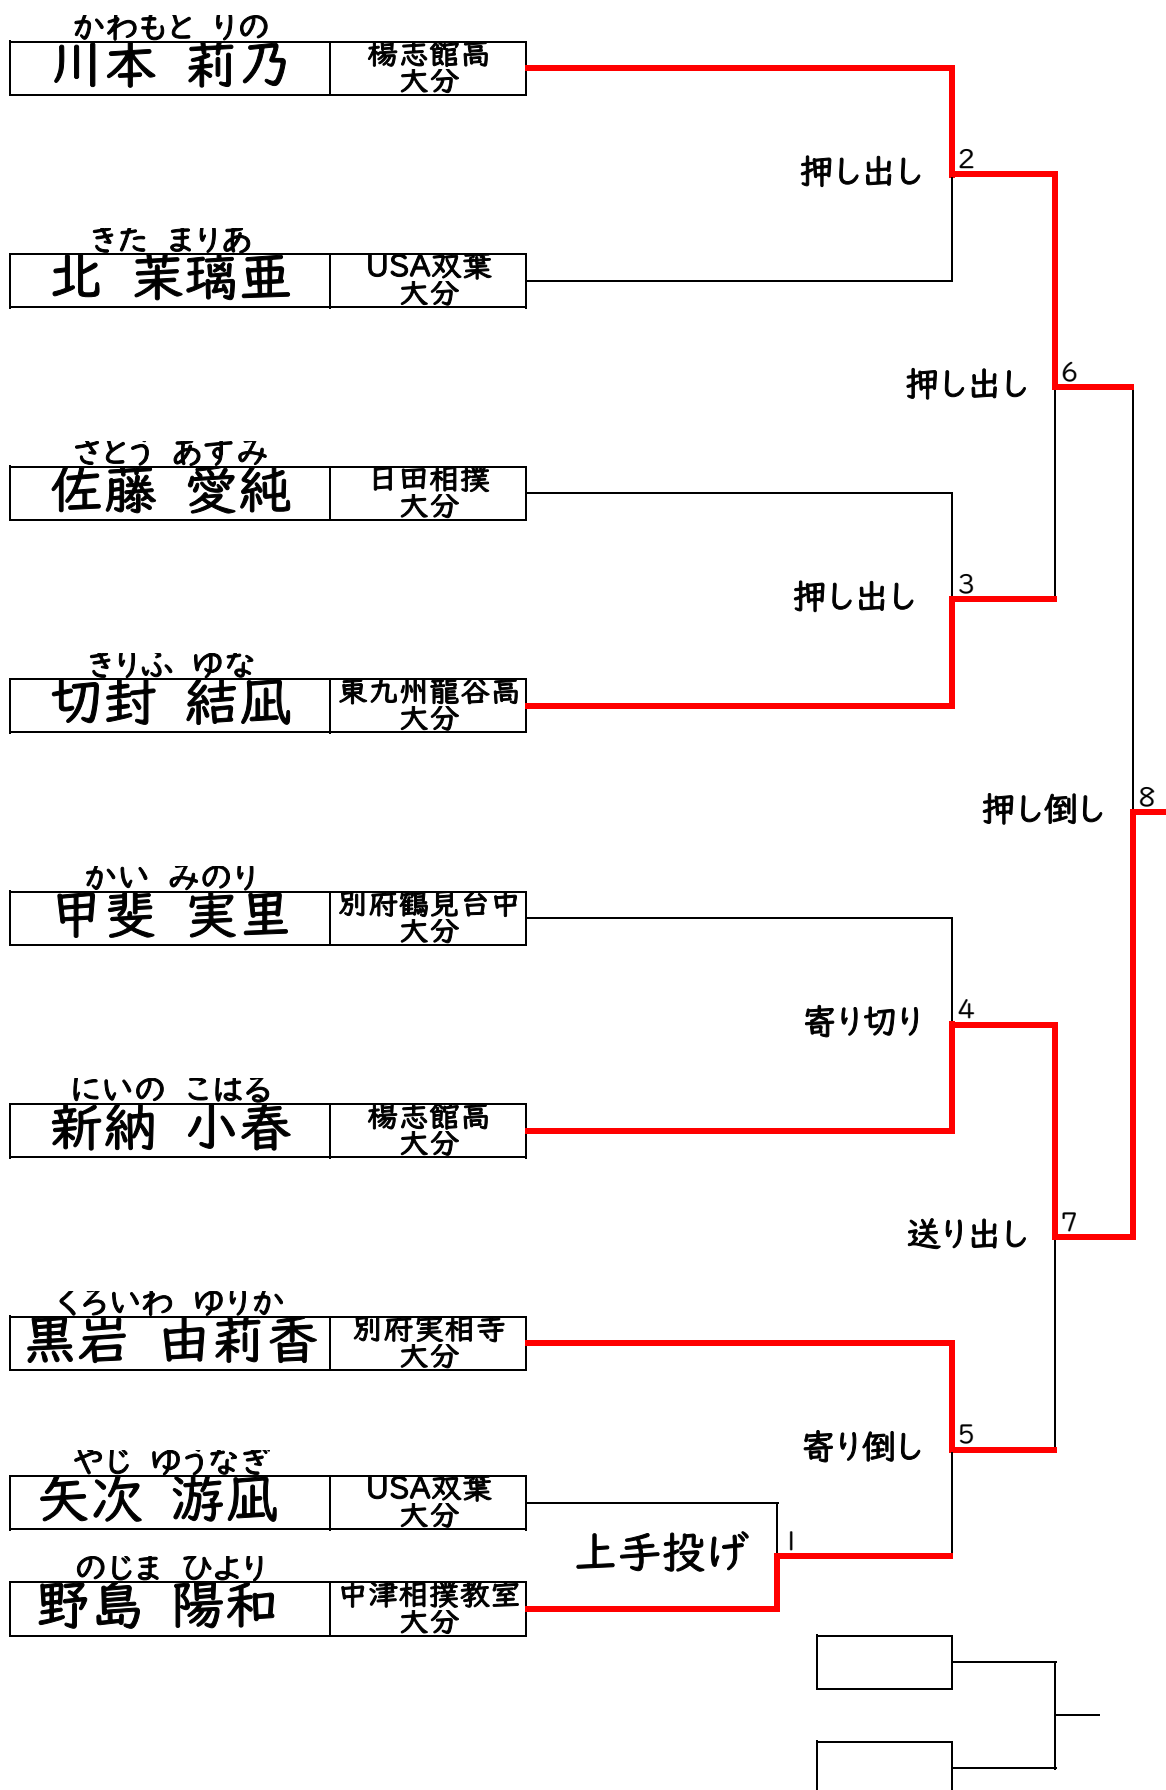 かわもと りの
川本 莉乃
楊志館高
大分
2
押し出し
きた まりあ
北 茉璃亜
USA双葉
大分
6
押し出し
さとう あすみ
佐藤 愛純
日田相撲
大分
3
押し出し
きりふ ゆな
切封 結凪
東九州龍谷高
大分
8
押し倒し
かい みのり
甲斐 実里
別府鶴見台中
大分
4
寄り切り
にいの こはる
新納 小春
楊志館高
大分
7
送り出し
くろいわ ゆりか
黒岩 由莉香
別府実相寺
大分
5
寄り倒し
やじ ゆうなぎ
矢次 游凪
USA双葉
大分
1
上手投げ
のじま ひより
野島 陽和
中津相撲教室
大分